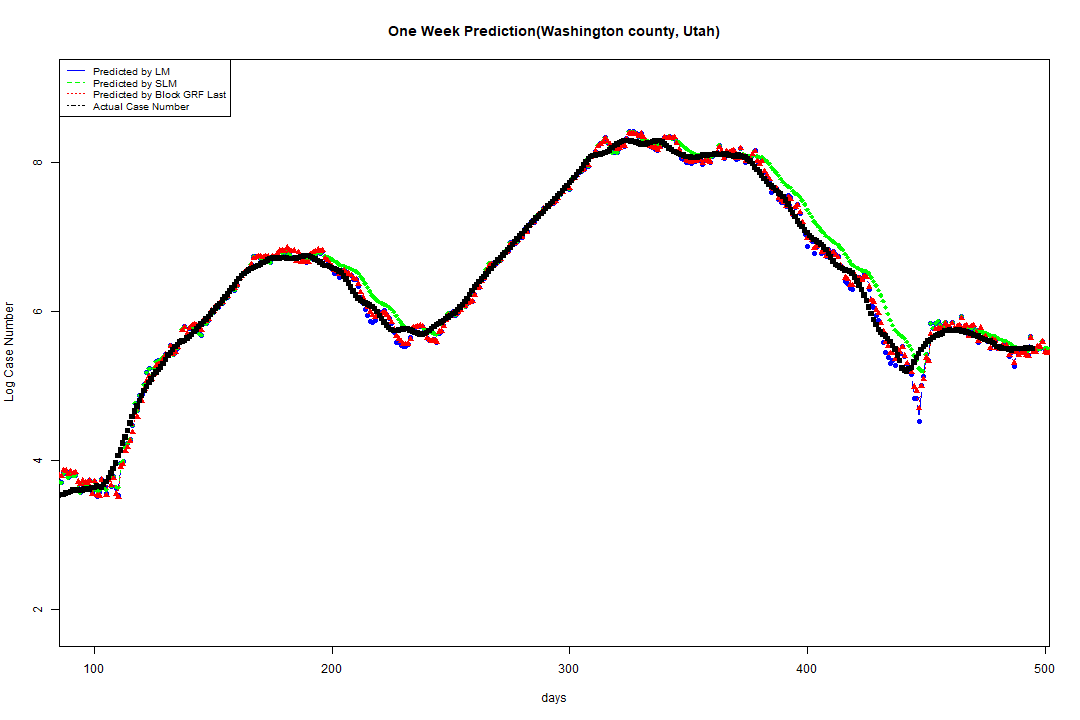 One Week Prediction(Washington county, Utah)
Predicted by LM
Predicted by SLM
Predicted by Block GRF Last
Actual Case Number
Log Case Number
8
6
4
2
100 200 300 400 500
days